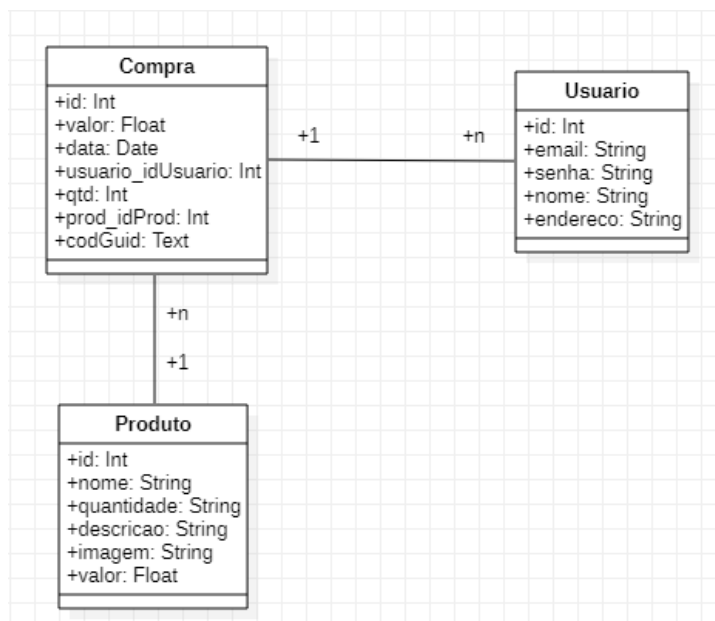 Compra
+id: Int
+valor: Float
+data: Date
+usuario_idUsuario: Int
+qtd: Int
+prod_idProd: Int
+codGuid: Text
+1
+n
Usuario
+id: Int
+email: String
+senha: String
+nome: String
+endereco: String
+n
+1
Produto
+id: Int
+nome: String
+quantidade: String
+descricao: String
+imagem: String
+valor: Float